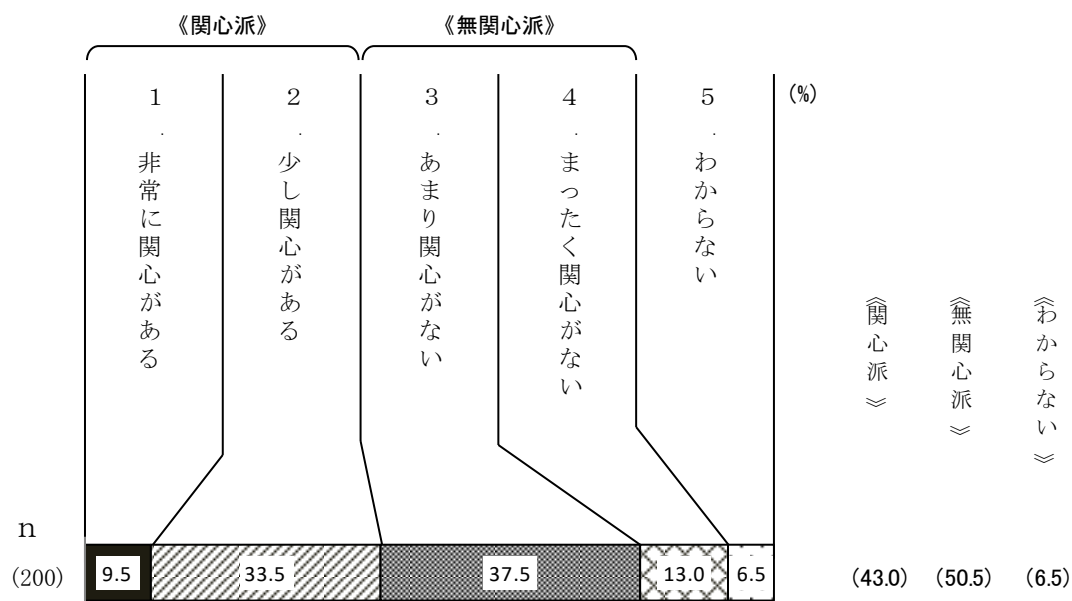 《関心派》 《無関心派》
１．非常に関心がある
２．少し関心がある
３．あまり関心がない
４．まったく関心がない
５．わからない
(%)
《関心派》
《無関心派》
《わからない》
ｎ
(200) 9.5 33.5 37.5 13.0 6.5 (43.0) (50.5) (6.5)